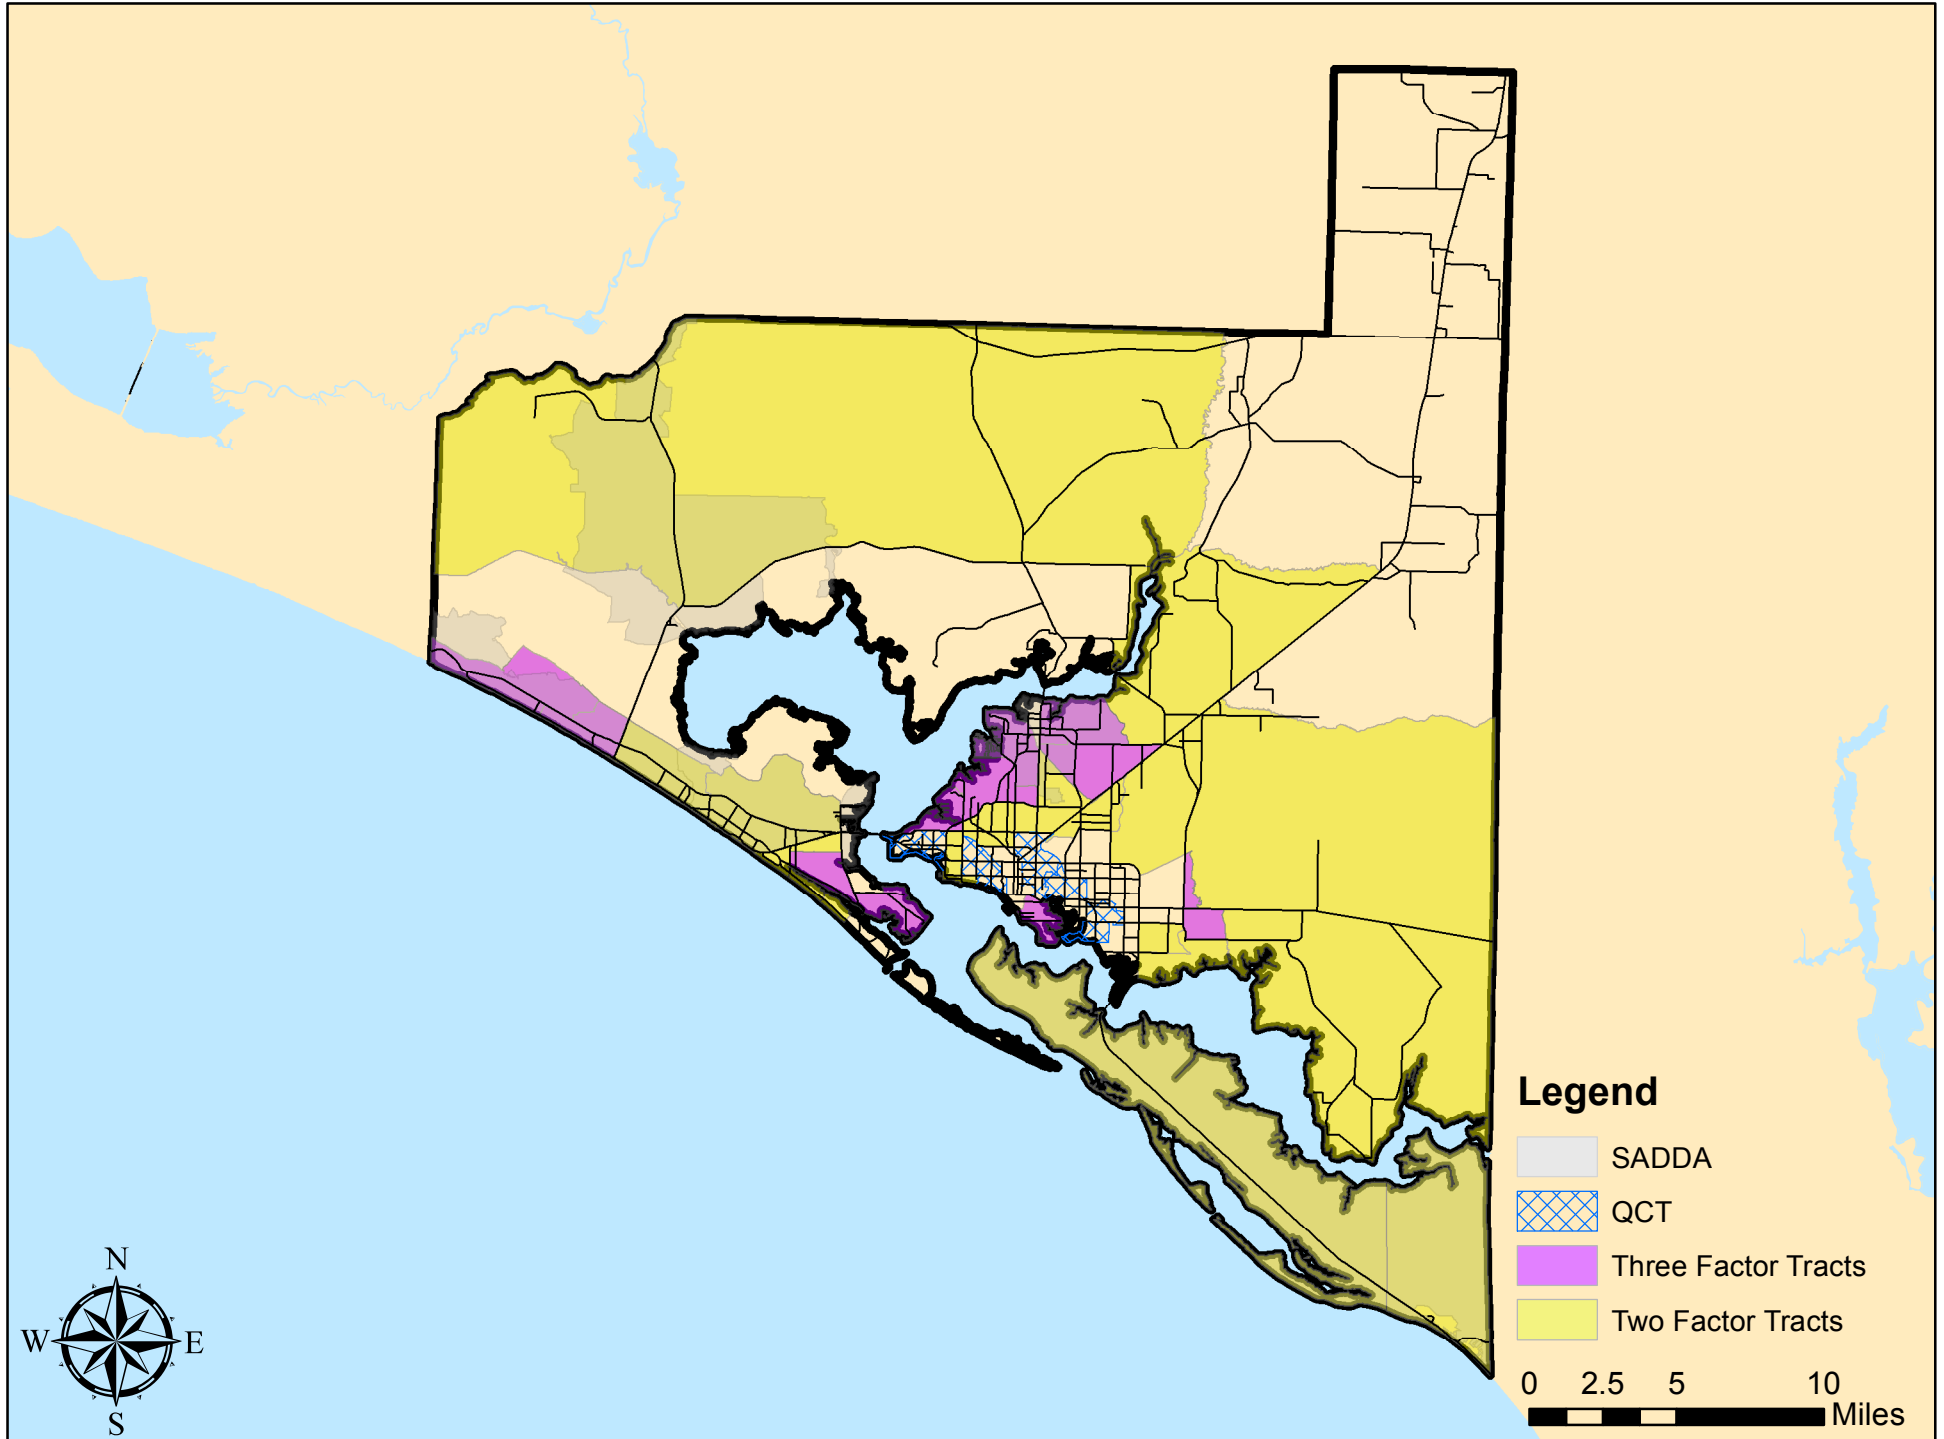 Legend
SADDA
QCT
Three Factor Tracts
Two Factor Tracts
0 2.5 5 10
Miles
N
W E
S